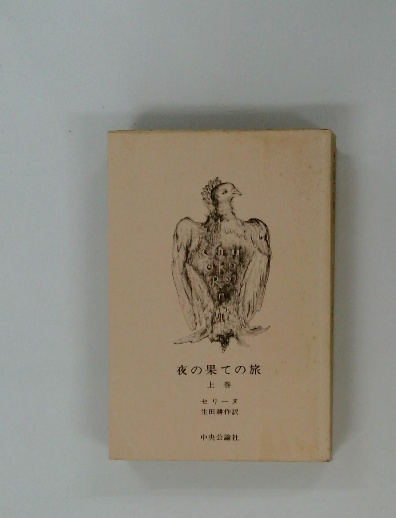 夜の果ての旅
上巻
セリーヌ
生田耕作訳
中央公論社